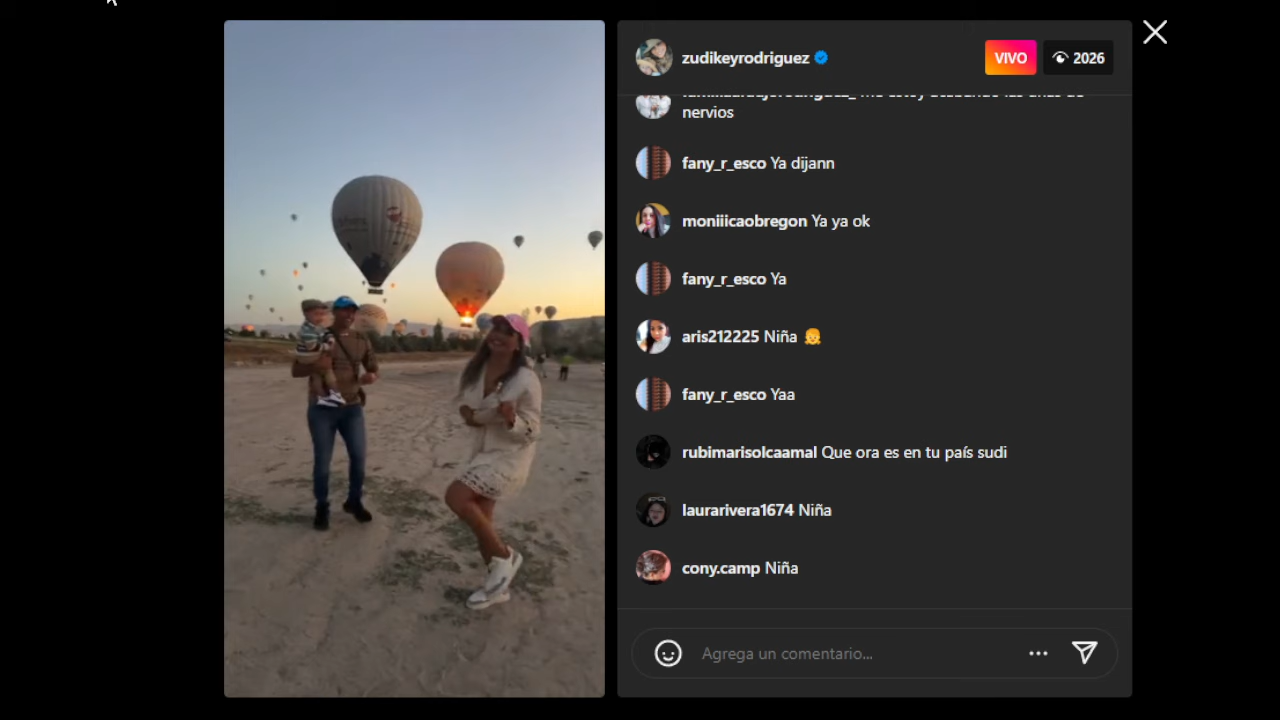 zudikeyrodriguez
VIVO
2026
nervios
fany_r_esco Ya dijann
moniiicaobregon Ya ya ok
fany_r_esco Ya
aris212225 Niña 👧
fany_r_esco Yaa
rubimarisolcaamal Que ora es en tu país sudi
laurarivera1674 Niña
cony.camp Niña
Agrega un comentario...